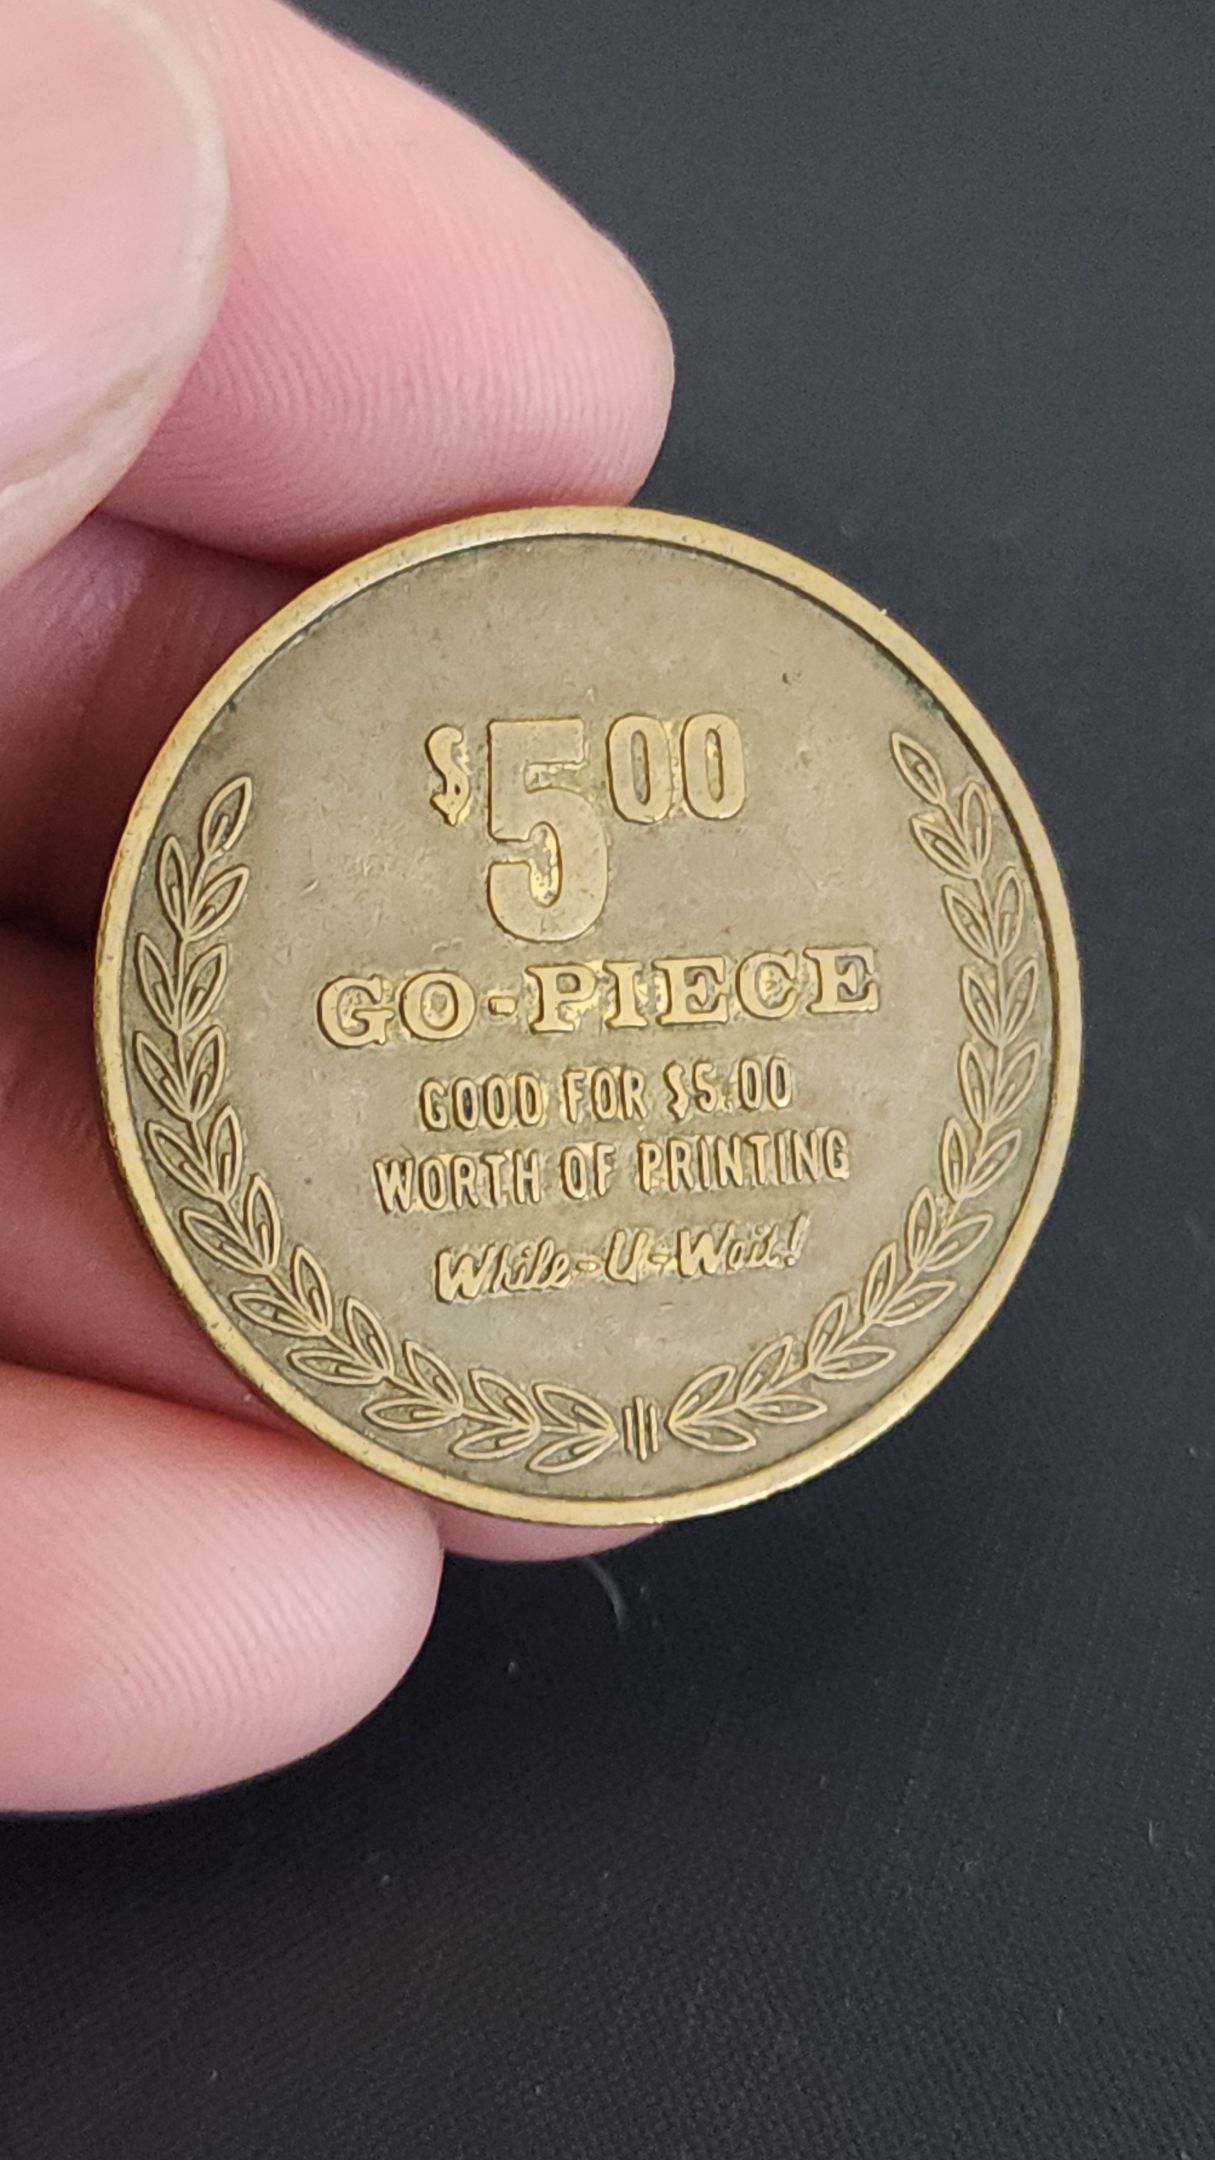 $5.00
GO-PIECE
GOOD FOR $5.00
WORTH OF PRINTING
While-U-Wait!